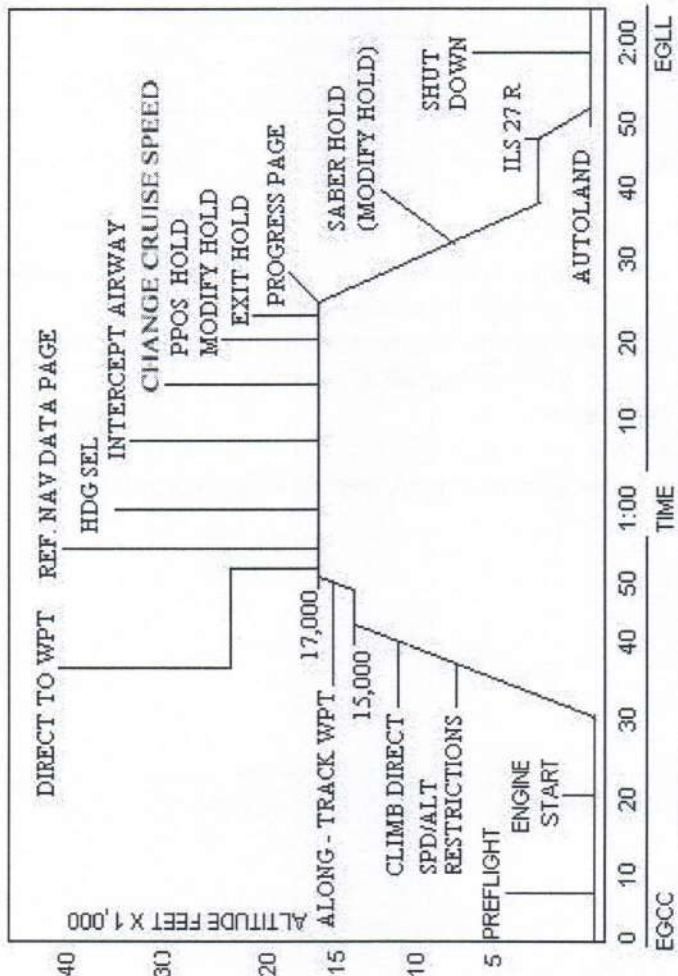 DIRECT TO WPT
REF. NAV DATA PAGE
HDG SEL
INTERCEPT AIRWAY
CHANGE CRUISE SPEED
PPOS HOLD
MODIFY HOLD
EXIT HOLD
PROGRESS PAGE
ALTITUDE FEET X 1,000
40
30
20
15
10
5
17,000
ALONG - TRACK WPT
15,000
CLIMB DIRECT
SPD/ALT
RESTRICTIONS
PREFLIGHT
ENGINE
START
SABER HOLD
(MODIFY HOLD)
ILS 27 R
SHUT
DOWN
AUTOLAND
0 10 20 30 40 50 1:00 10 20 30 40 50 2:00
EGCC TIME EGLL